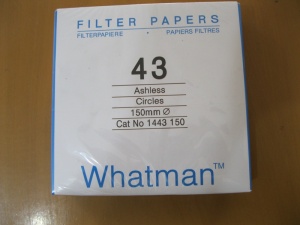 FILTER PAPERS
FILTERPAPIERE PAPIERS FILTRES
43
Ashless
Circles
150mm Ø
Cat No 1443 150
Whatman™